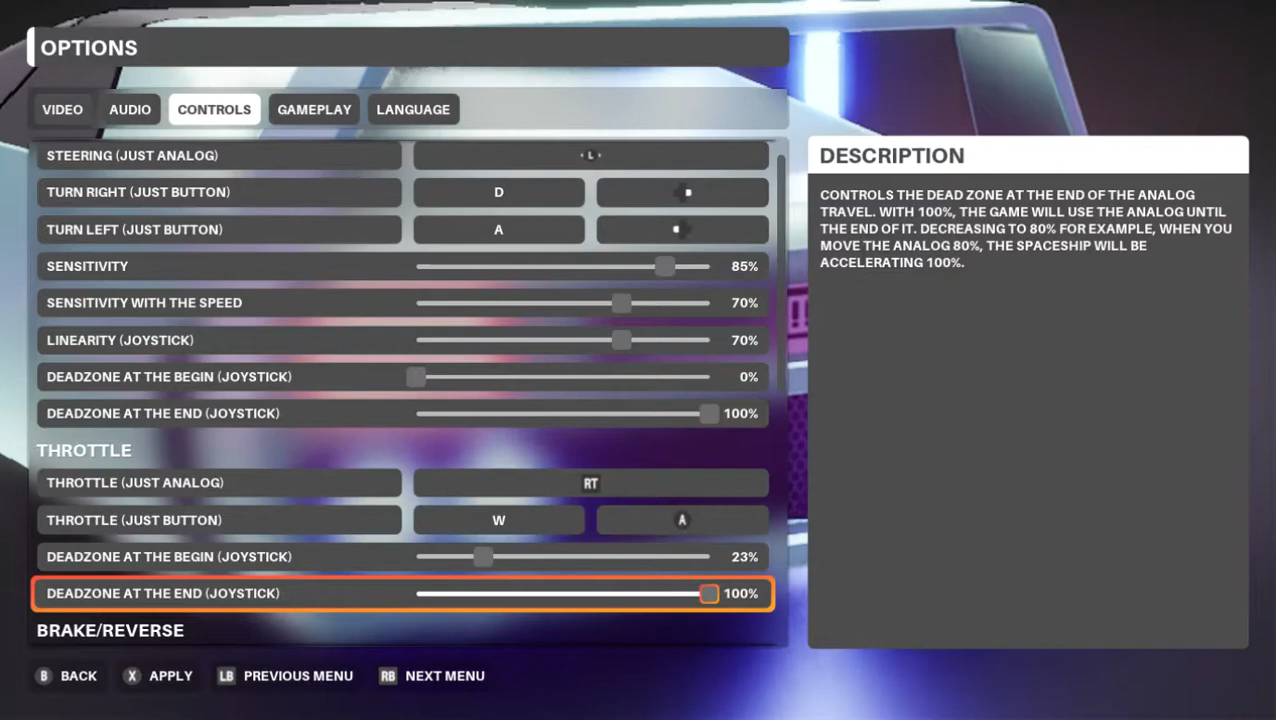 OPTIONS
VIDEO AUDIO CONTROLS GAMEPLAY LANGUAGE
STEERING (JUST ANALOG) L
TURN RIGHT (JUST BUTTON) D
TURN LEFT (JUST BUTTON) A
SENSITIVITY 85%
SENSITIVITY WITH THE SPEED 70%
LINEARITY (JOYSTICK) 70%
DEADZONE AT THE BEGIN (JOYSTICK) 0%
DEADZONE AT THE END (JOYSTICK) 100%
THROTTLE
THROTTLE (JUST ANALOG) RT
THROTTLE (JUST BUTTON) W A
DEADZONE AT THE BEGIN (JOYSTICK) 23%
DEADZONE AT THE END (JOYSTICK) 100%
BRAKE/REVERSE
B BACK X APPLY LB PREVIOUS MENU RB NEXT MENU
DESCRIPTION
CONTROLS THE DEAD ZONE AT THE END OF THE ANALOG
TRAVEL. WITH 100%, THE GAME WILL USE THE ANALOG UNTIL
THE END OF IT. DECREASING TO 80% FOR EXAMPLE, WHEN YOU
MOVE THE ANALOG 80%, THE SPACESHIP WILL BE
ACCELERATING 100%.